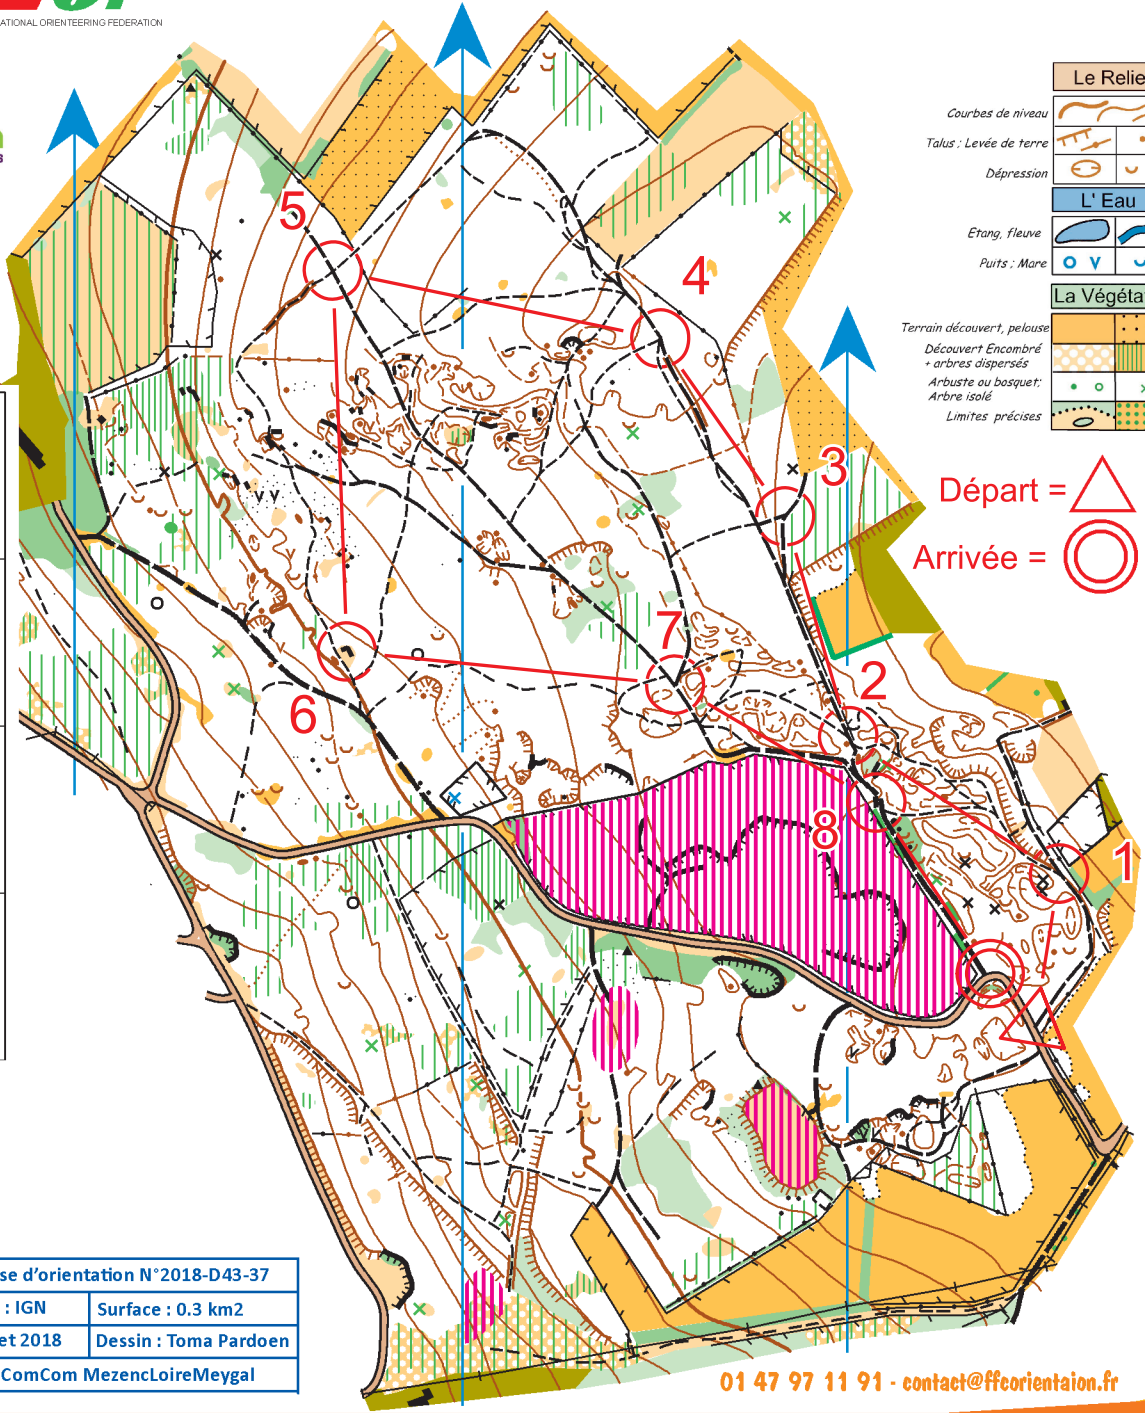 ATIONAL ORIENTEERING FEDERATION
Le Relie
Courbes de niveau
Talus ; Levée de terre
Dépression
L' Eau
Etang, fleuve
Puits ; Mare
La Végéta
Terrain découvert, pelouse
Découvert Encombré
+ arbres dispersés
Arbuste ou bosquet;
Arbre isolé
Limites précises
Départ =
Arrivée =
5
4
3
7
2
6
8
1
se d'orientation N°2018-D43-37
: IGN
Surface : 0.3 km2
et 2018
Dessin : Toma Pardoen
ComCom MezencLoireMeygal
01 47 97 11 91 - contact@ffcorientaion.fr